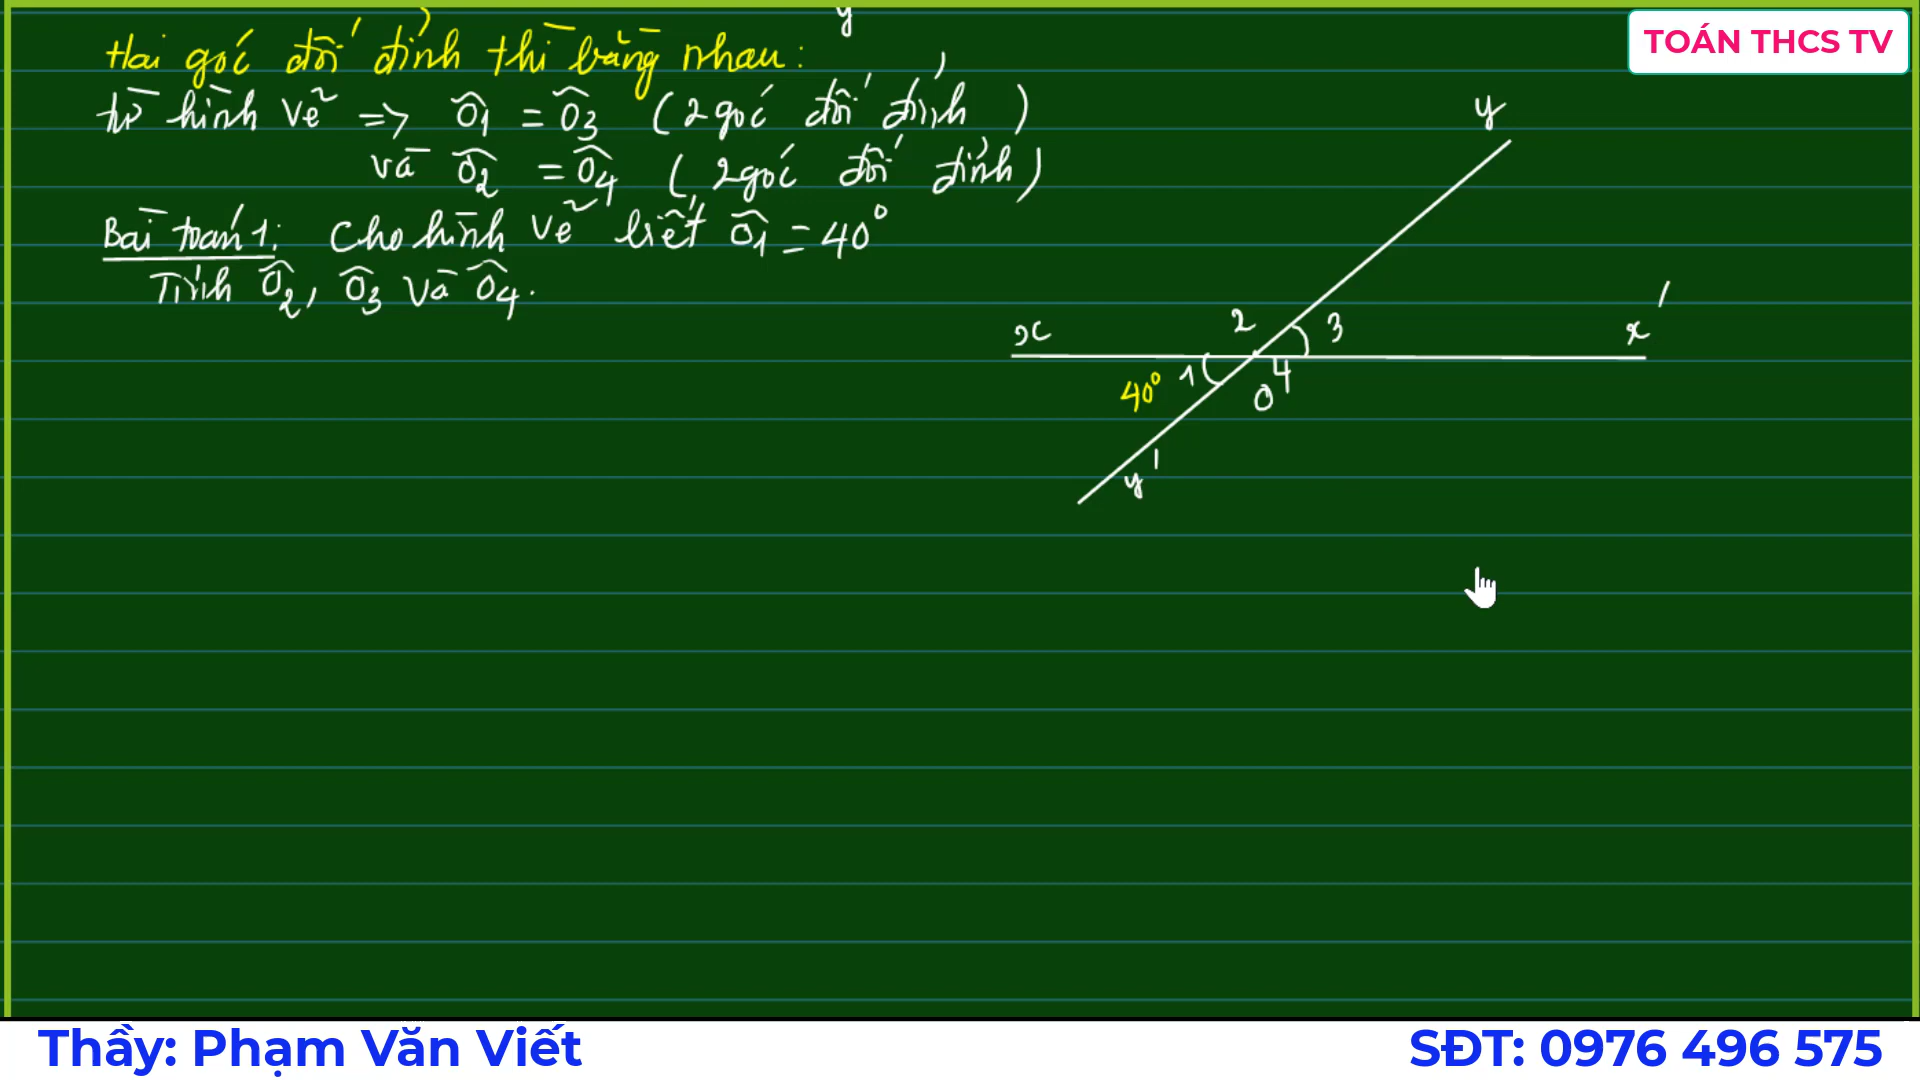 y
TOÁN THCS TV
Hai góc đối đỉnh thì bằng nhau:
từ hình vẽ => Ô1 = Ô3 (2 góc đối đỉnh)
và Ô2 = Ô4 (2 góc đối đỉnh)
Bài toán 1: Cho hình vẽ biết Ô1 = 40°
Tính Ô2, Ô3 và Ô4.
y
x 2 3 x'
40° 1 4
O
y'
Thầy: Phạm Văn Viết
SĐT: 0976 496 575